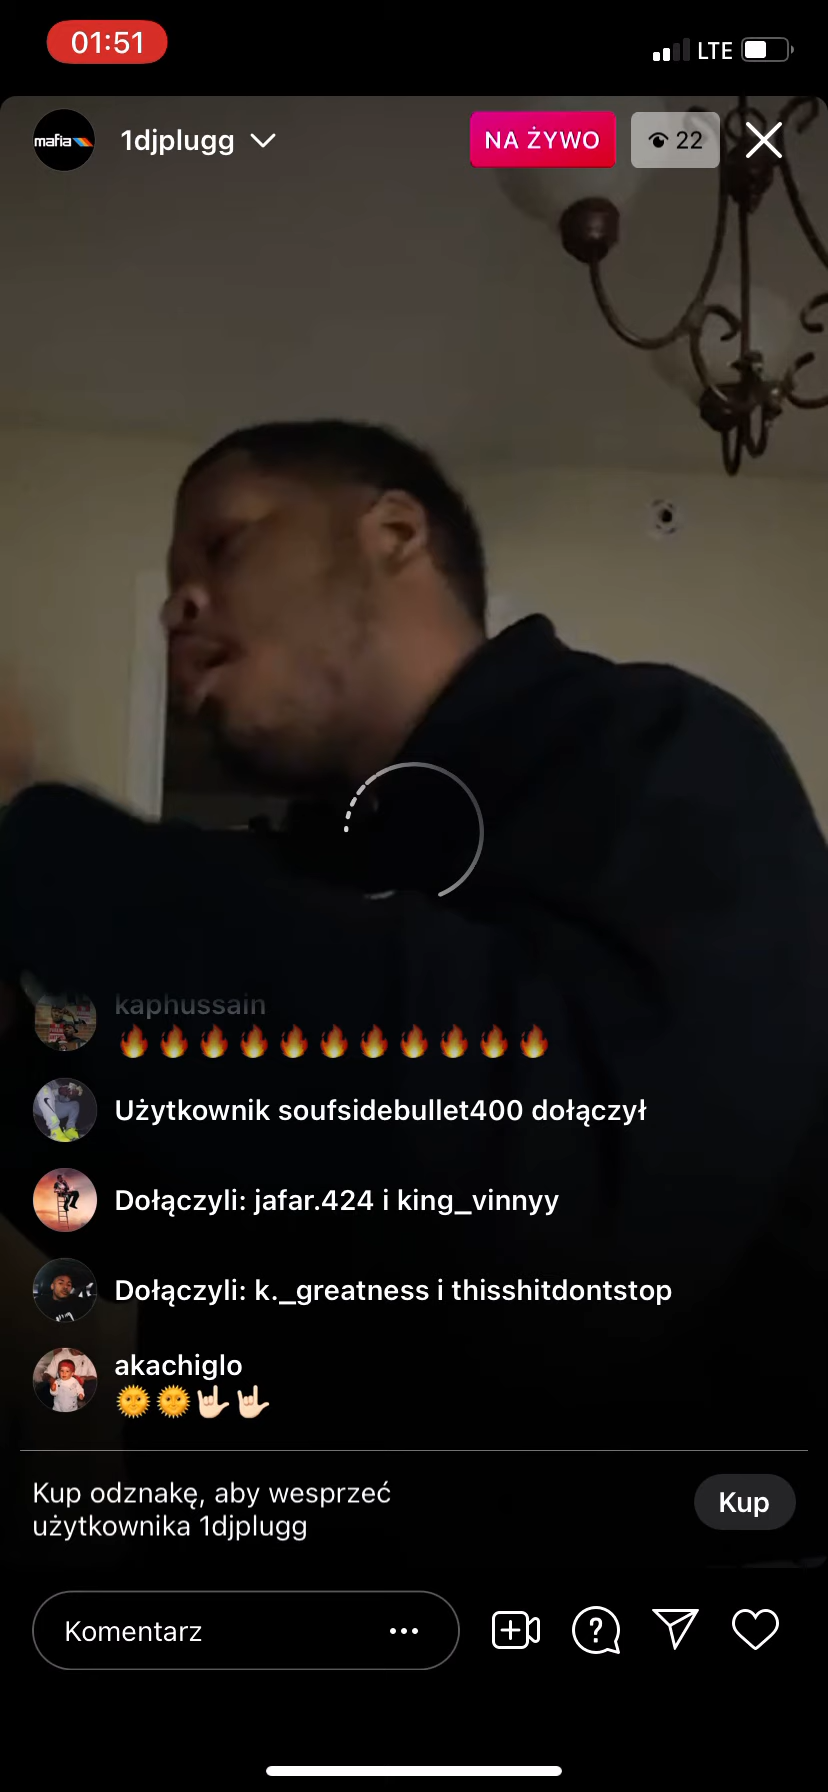 01:51
LTE
mafia
1djplugg
NA ŻYWO
22
kaphussain
🔥🔥🔥🔥🔥🔥🔥🔥🔥🔥🔥
Użytkownik soufsidebullet400 dołączył
Dołączyli: jafar.424 i king_vinnyy
Dołączyli: k._greatness i thisshitdontstop
akachiglo
🌞🌞🤟🏻🤟🏻
Kup odznakę, aby wesprzeć
użytkownika 1djplugg
Kup
Komentarz